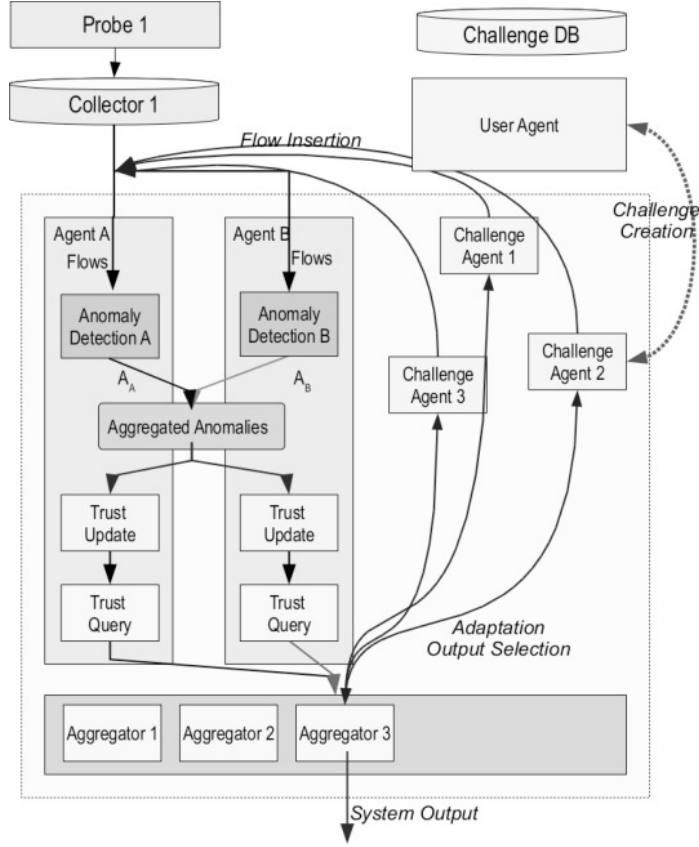 Probe 1
Challenge DB
Collector 1
User Agent
Flow Insertion
Challenge
Creation
Agent A
Agent B
Challenge
Agent 1
Flows
Flows
Anomaly
Detection A
Anomaly
Detection B
Challenge
Agent 2
Challenge
Agent 3
A_A
A_B
Aggregated Anomalies
Trust
Update
Trust
Update
Trust
Query
Trust
Query
Adaptation
Output Selection
Aggregator 1
Aggregator 2
Aggregator 3
System Output